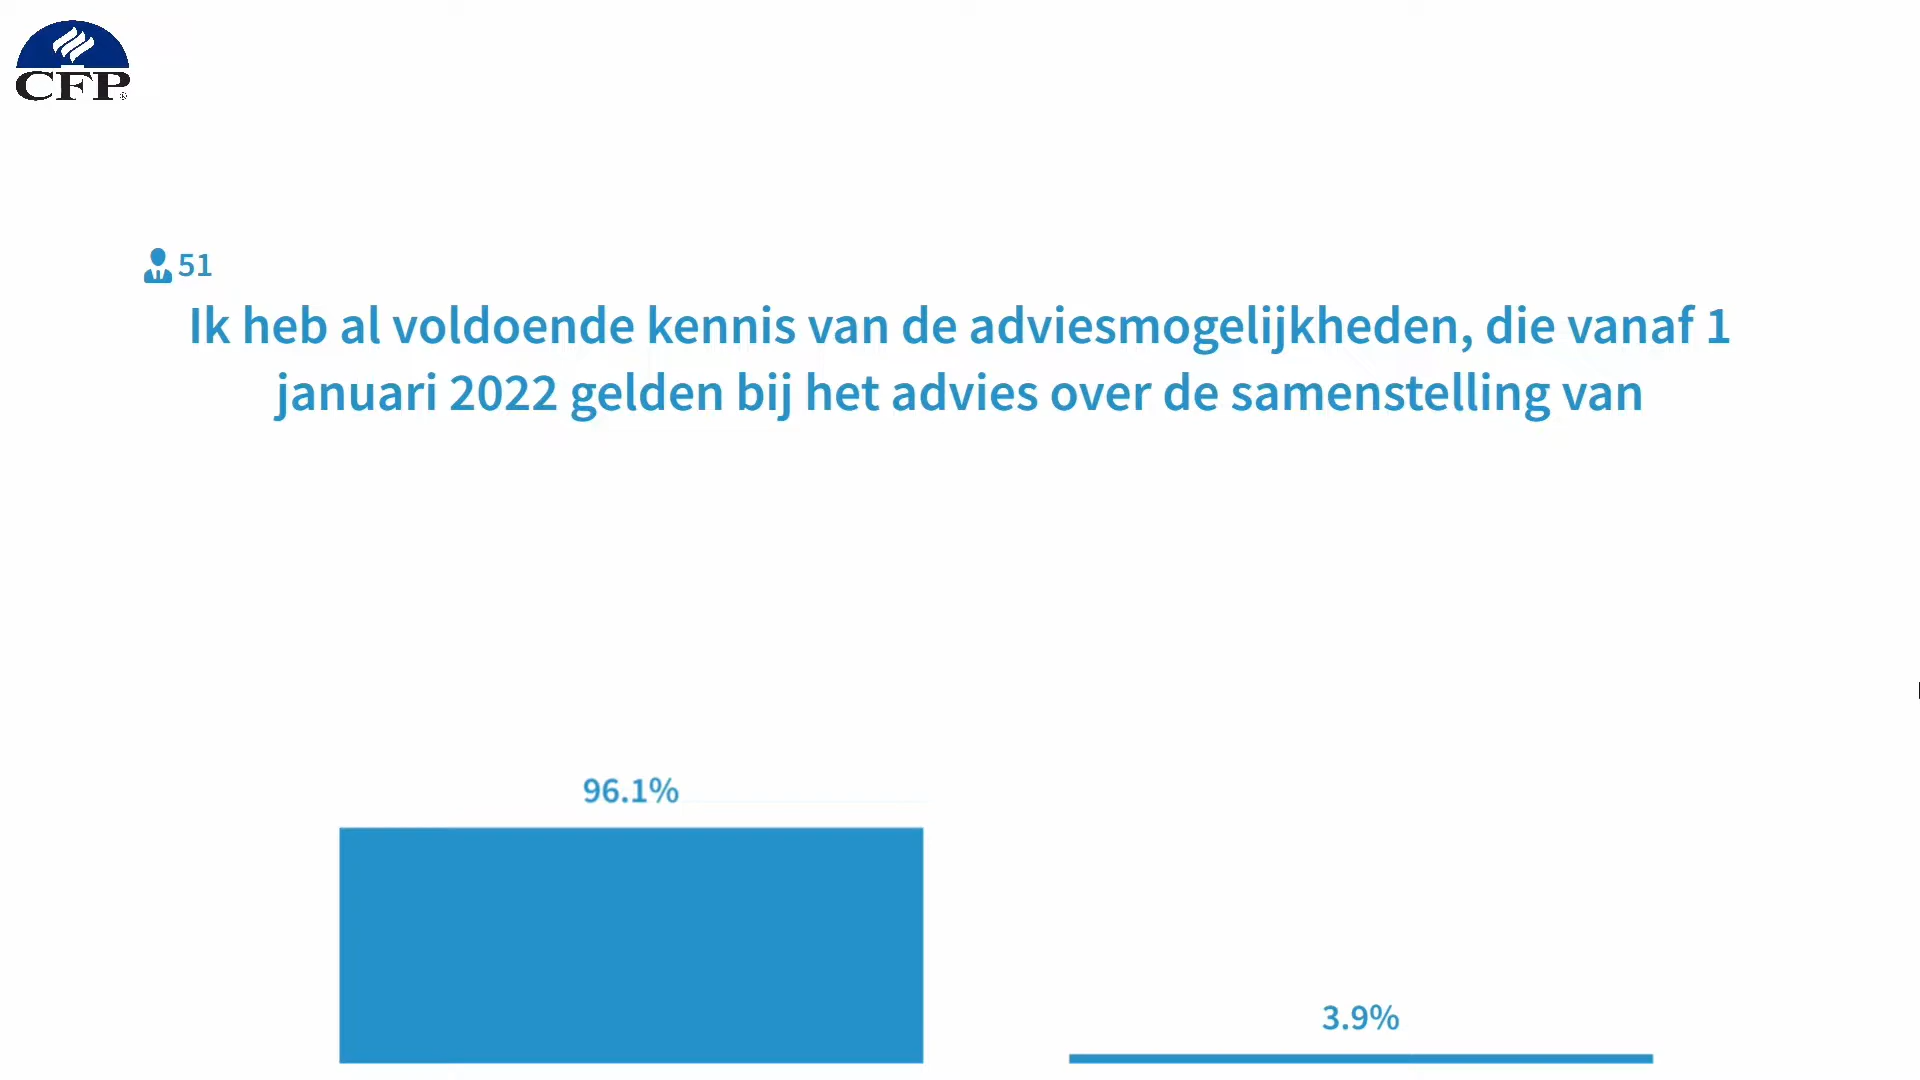 CFP®
51
Ik heb al voldoende kennis van de adviesmogelijkheden, die vanaf 1
januari 2022 gelden bij het advies over de samenstelling van
96.1%
3.9%